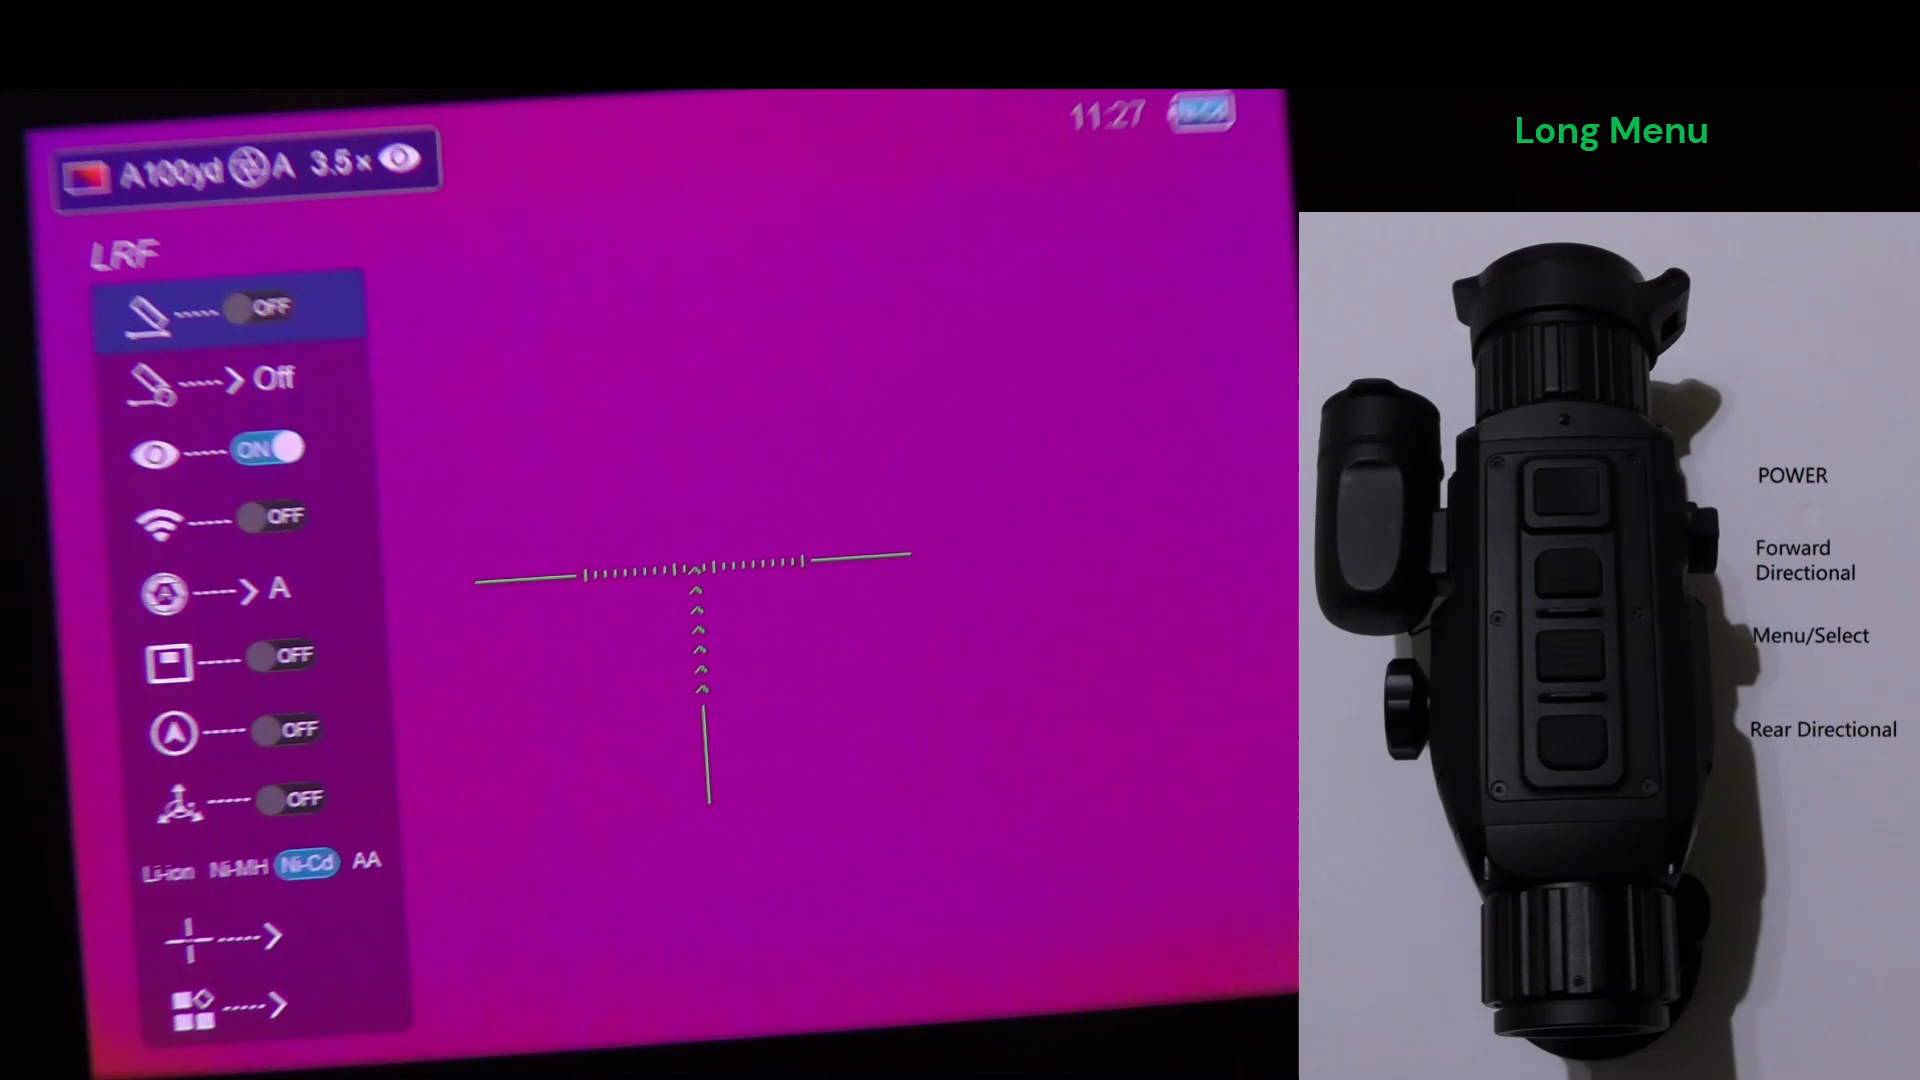 11:27
A100yd A 3.5x
Long Menu
LRF
OFF
Off
ON
OFF
A A
OFF
OFF
OFF
Li-ion Ni-MH Ni-Cd AA
POWER
Forward
Directional
Menu/Select
Rear Directional